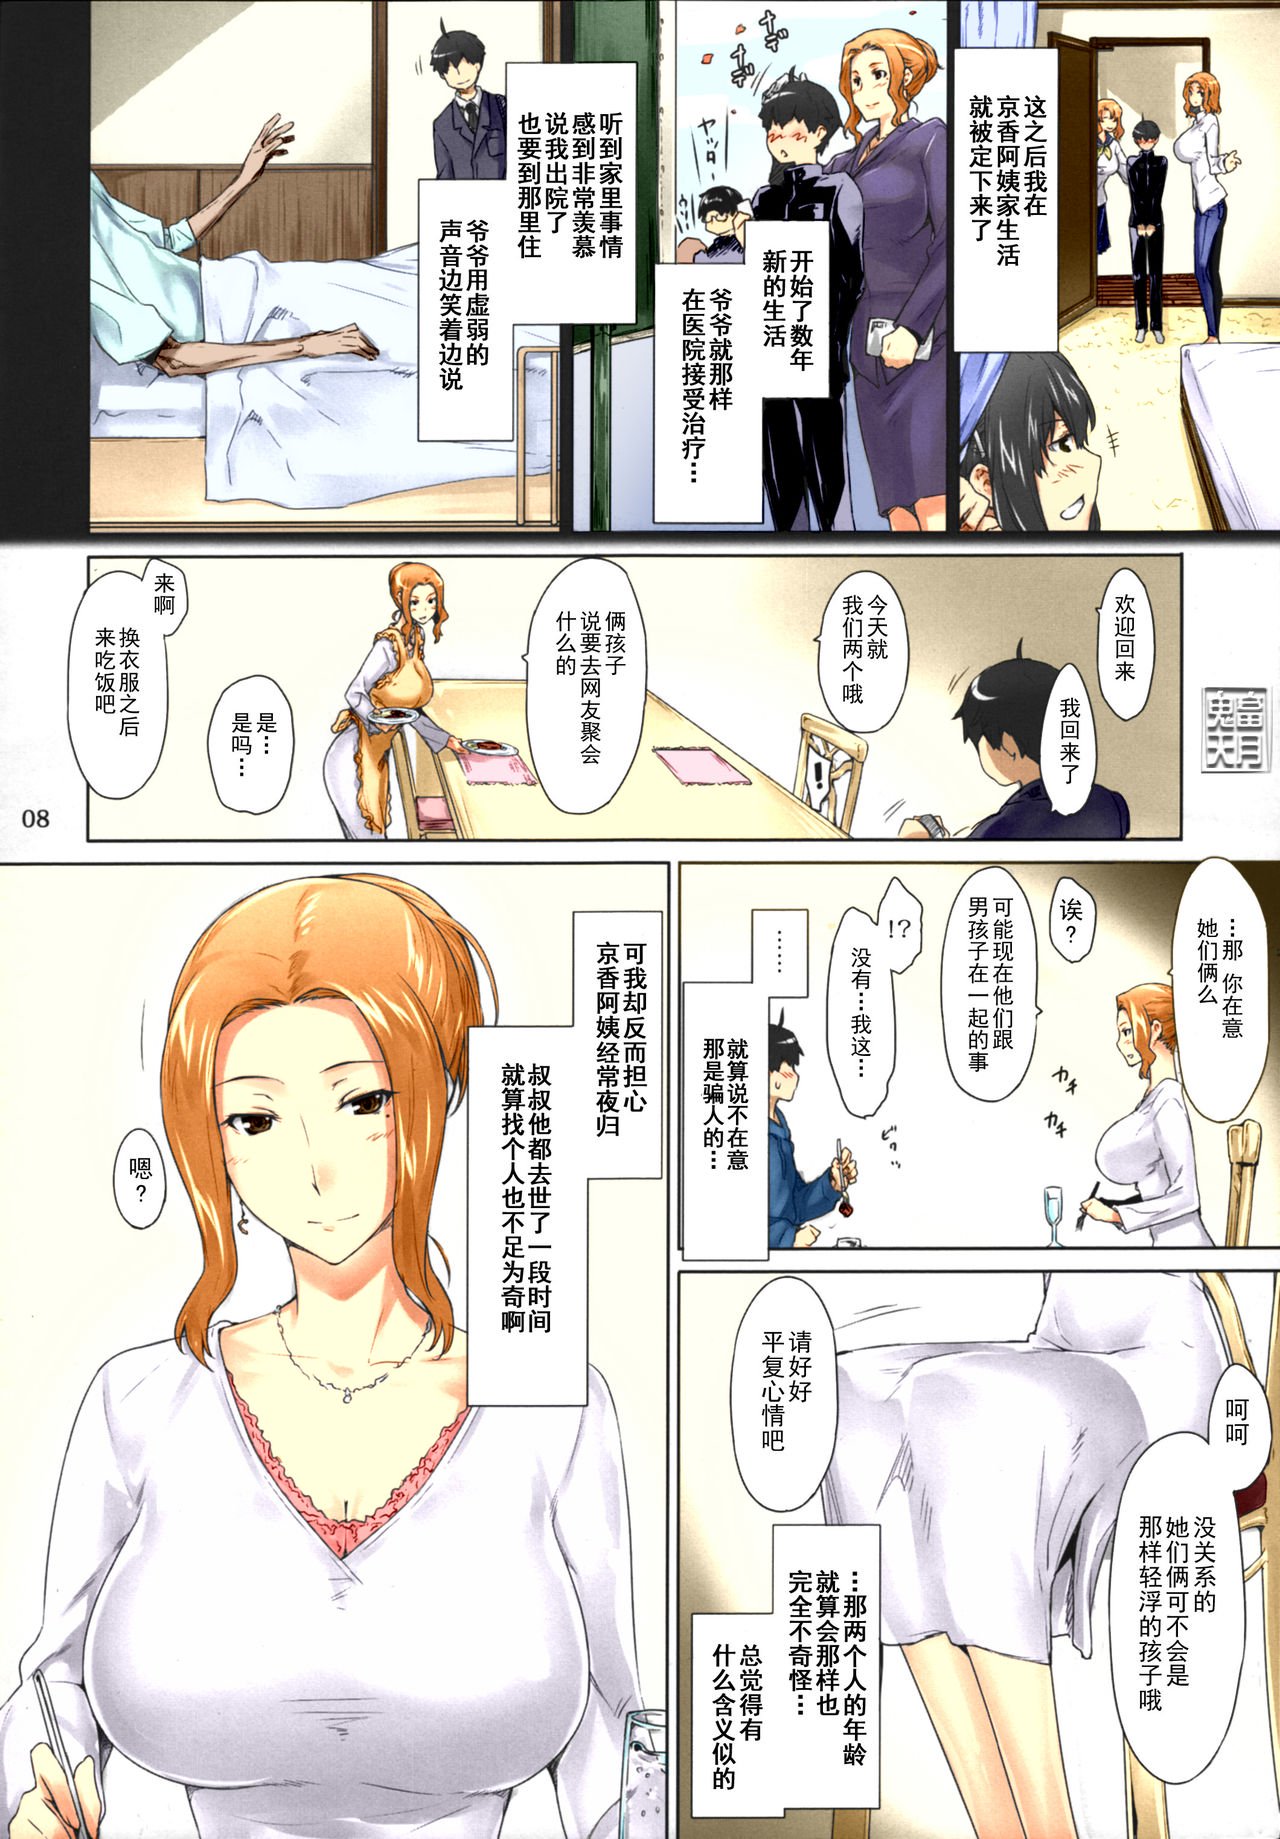 这之后我在
京香阿姨家生活
就被定下来了
开始了数年
新的生活
爷爷就那样
在医院接受治疗…
ナデ
ナデ
听到家里事情
感到非常羡慕
说我出院了
也要到那里住
爷爷用虚弱的
声音边笑着边说
欢迎回来
我回来了
今天就
我们两个哦
俩孩子
说要去网友聚会
什么的
是…
是吗…
来啊
换衣服之后
来吃饭吧
鬼畜
大月
08
…那 你在意
她们俩么
诶?
可能现在他们跟
男孩子在一起的事
!?
没有…我这…
カチ
カチ
ビクッ
……
就算说不在意
那是骗人的…
可我却反而担心
京香阿姨经常夜归
叔叔他都去世了一段时间
就算找个人也不足为奇啊
嗯?
呵呵
没关系的
她们俩可不会是
那样轻浮的孩子哦
请好好
平复心情吧
…那两个人的年龄
就算会那样也
完全不奇怪…
总觉得有
什么含义似的